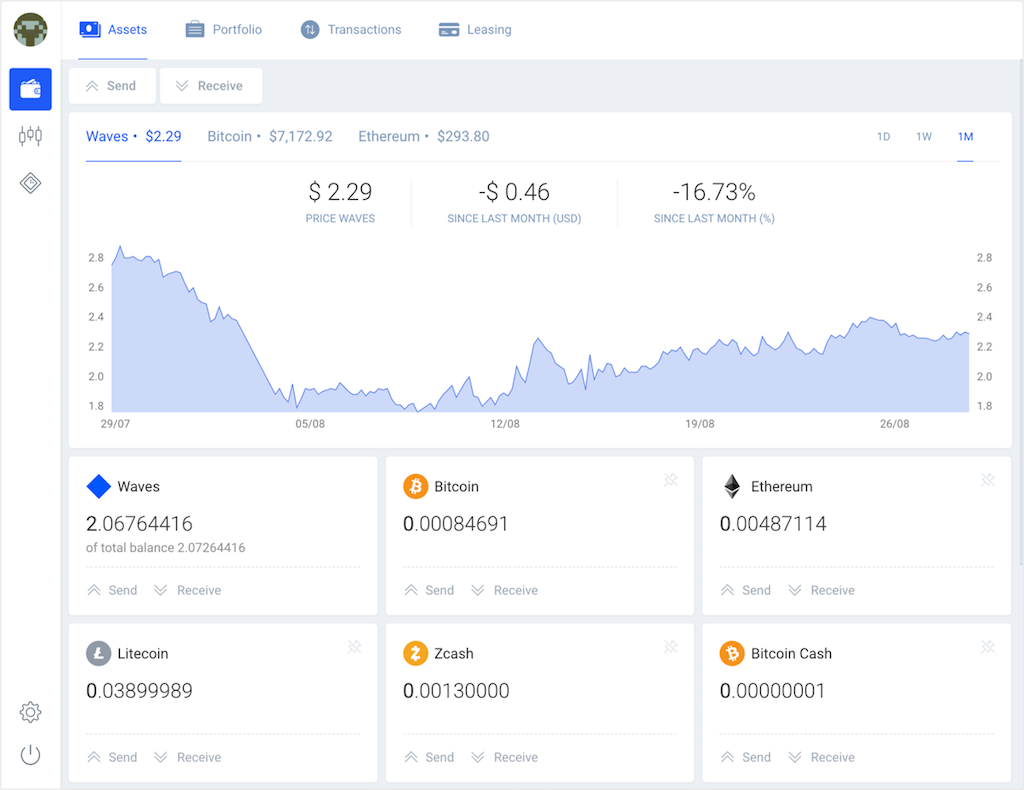 Assets Portfolio Transactions Leasing
Send Receive
Waves • $2.29 Bitcoin • $7,172.92 Ethereum • $293.80 1D 1W 1M
$ 2.29 -$ 0.46 -16.73%
PRICE WAVES SINCE LAST MONTH (USD) SINCE LAST MONTH (%)
2.8 2.8
2.6 2.6
2.4 2.4
2.2 2.2
2.0 2.0
1.8 1.8
29/07 05/08 12/08 19/08 26/08
Waves Bitcoin Ethereum
2.06764416 0.00084691 0.00487114
of total balance 2.07264416
Send Receive Send Receive Send Receive
Litecoin Zcash Bitcoin Cash
0.03899989 0.00130000 0.00000001
Send Receive Send Receive Send Receive